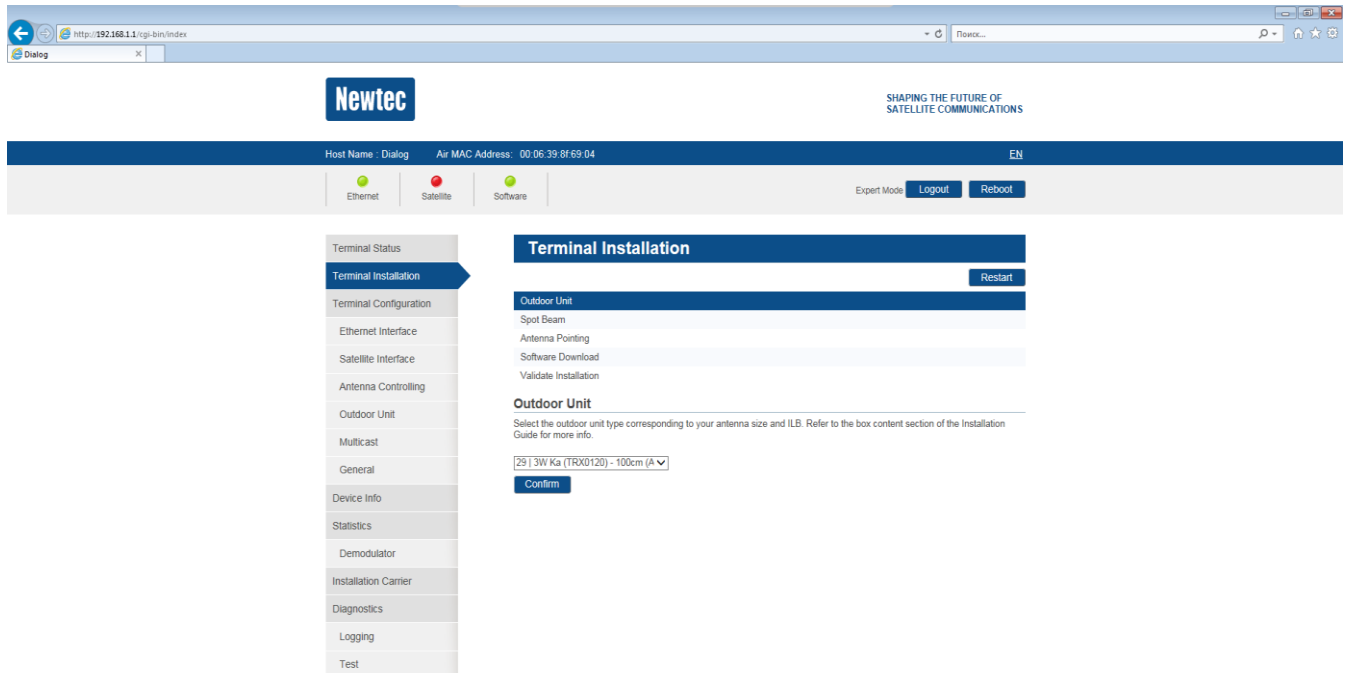 http://192.168.1.1/cgi-bin/index
Поиск...
Dialog
Newtec
SHAPING THE FUTURE OF
SATELLITE COMMUNICATIONS
Host Name : Dialog Air MAC Address: 00:06:39:8f:69:04 EN
Ethernet Satellite Software
Expert Mode Logout Reboot
Terminal Status
Terminal Installation
Terminal Configuration
Ethernet Interface
Satellite Interface
Antenna Controlling
Outdoor Unit
Multicast
General
Device Info
Statistics
Demodulator
Installation Carrier
Diagnostics
Logging
Test
Terminal Installation
Restart
Outdoor Unit
Spot Beam
Antenna Pointing
Software Download
Validate Installation
Outdoor Unit
Select the outdoor unit type corresponding to your antenna size and ILB. Refer to the box content section of the Installation
Guide for more info.
29 | 3W Ka (TRX0120) - 100cm (A
Confirm